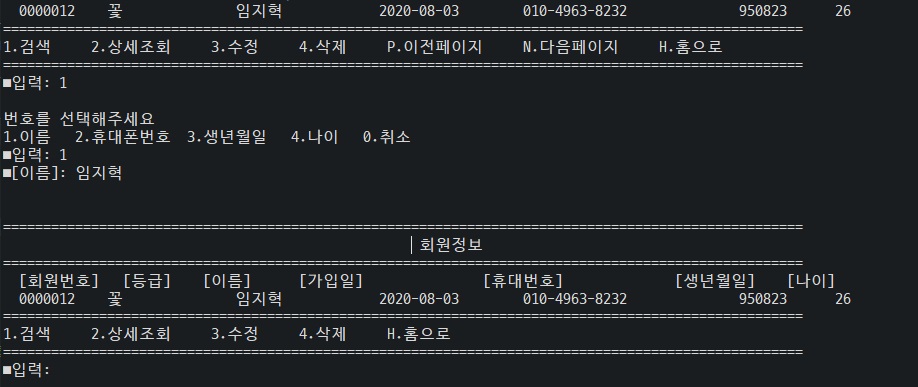 0000012 꽃 임지혁 2020-08-03 010-4963-8232 950823 26
====================================================================================================
1.검색 2.상세조회 3.수정 4.삭제 P.이전페이지 N.다음페이지 H.홈으로
====================================================================================================
■입력: 1
번호를 선택해주세요
1.이름 2.휴대폰번호 3.생년월일 4.나이 0.취소
■입력: 1
■[이름]: 임지혁
====================================================================================================
회원정보
====================================================================================================
[회원번호] [등급] [이름] [가입일] [휴대번호] [생년월일] [나이]
0000012 꽃 임지혁 2020-08-03 010-4963-8232 950823 26
====================================================================================================
1.검색 2.상세조회 3.수정 4.삭제 H.홈으로
====================================================================================================
■입력: